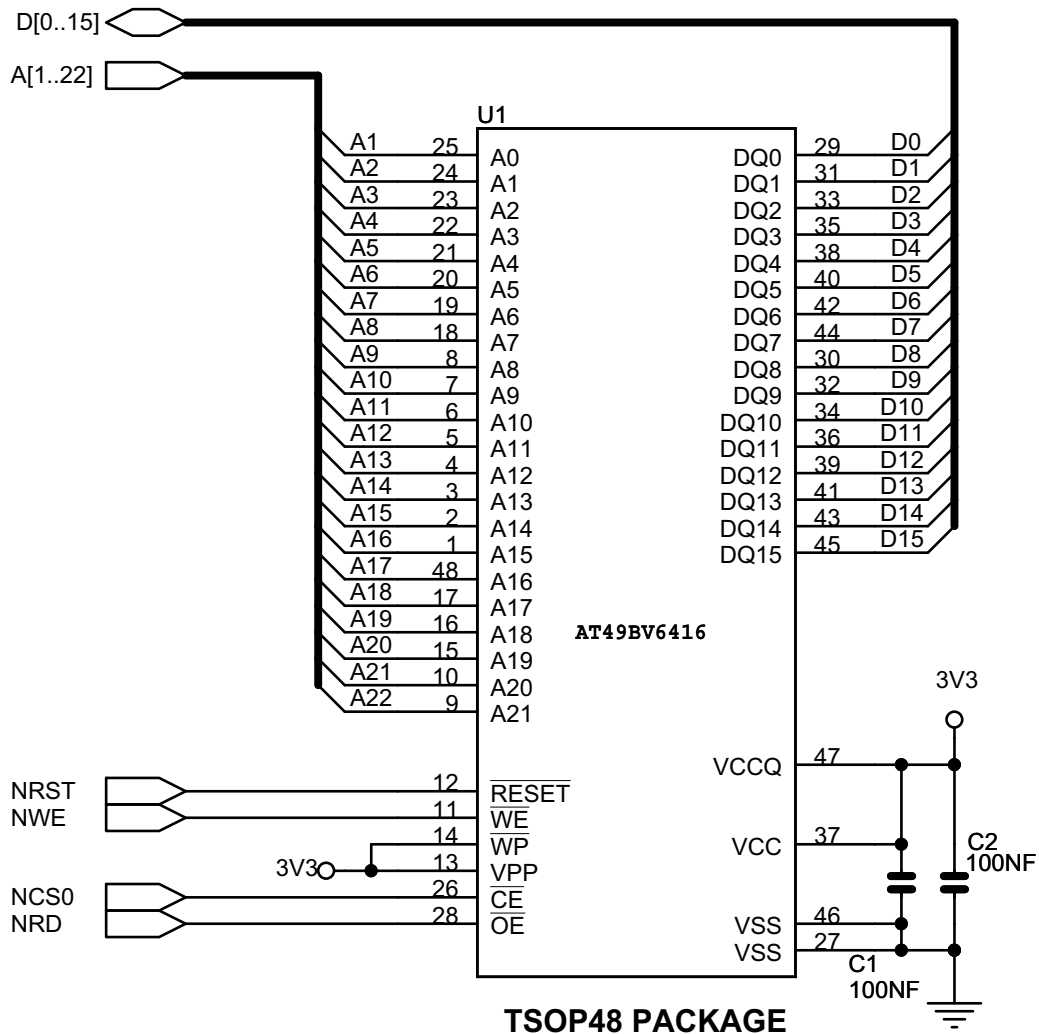 D[0..15]
A[1..22]
U1
A1 25 A0 DQ0 29 D0
A2 24 A1 DQ1 31 D1
A3 23 A2 DQ2 33 D2
A4 22 A3 DQ3 35 D3
A5 21 A4 DQ4 38 D4
A6 20 A5 DQ5 40 D5
A7 19 A6 DQ6 42 D6
A8 18 A7 DQ7 44 D7
A9 8 A8 DQ8 30 D8
A10 7 A9 DQ9 32 D9
A11 6 A10 DQ10 34 D10
A12 5 A11 DQ11 36 D11
A13 4 A12 DQ12 39 D12
A14 3 A13 DQ13 41 D13
A15 2 A14 DQ14 43 D14
A16 1 A15 DQ15 45 D15
A17 48 A16
A18 17 A17
A19 16 A18 AT49BV6416
A20 15 A19
A21 10 A20
A22 9 A21
3V3
VCCQ 47
NRST 12 RESET
NWE 11 WE
14 WP VCC 37
3V3 13 VPP
C2
100NF
NCS0 26 CE
NRD 28 OE
VSS 46
VSS 27
C1
100NF
TSOP48 PACKAGE